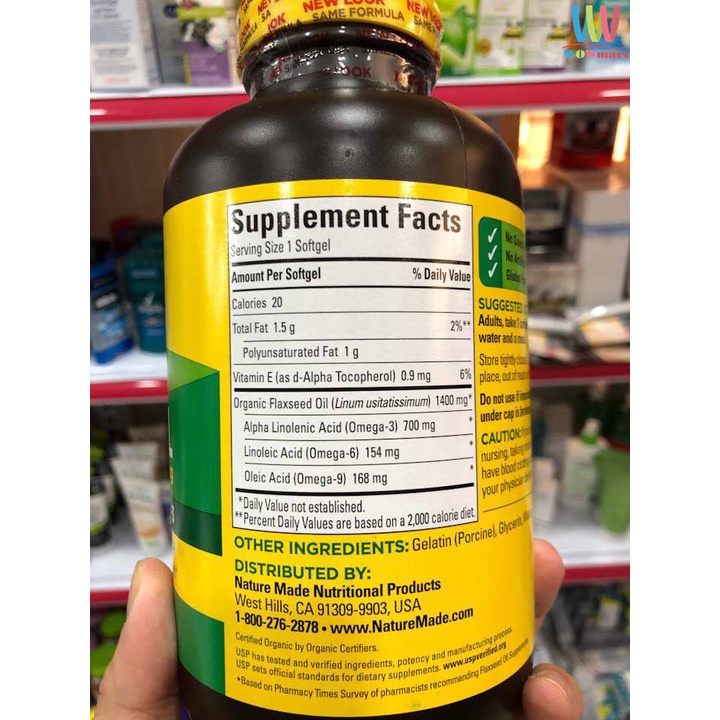 NEW LOOK
SAME FORMULA
Supplement Facts
Serving Size 1 Softgel
Amount Per Softgel % Daily Value
Calories 20
Total Fat 1.5 g 2%**
Polyunsaturated Fat 1 g
Vitamin E (as d-Alpha Tocopherol) 0.9 mg 6%
Organic Flaxseed Oil (Linum usitatissimum) 1400 mg*
Alpha Linolenic Acid (Omega-3) 700 mg *
Linoleic Acid (Omega-6) 154 mg *
Oleic Acid (Omega-9) 168 mg *
*Daily Value not established.
**Percent Daily Values are based on a 2,000 calorie diet.
OTHER INGREDIENTS: Gelatin (Porcine), Glycerin,
DISTRIBUTED BY:
Nature Made Nutritional Products
West Hills, CA 91309-9903, USA
1-800-276-2878 • www.NatureMade.com
Certified Organic by Organic Certifiers.
USP has tested and verified ingredients, potency and manufacturing process.
USP sets official standards for dietary supplements. www.uspverified.org
*Based on Pharmacy Times Survey of pharmacists recommending Flaxseed Oil Supplements.
No
No
Gluten
SUGGESTED
Adults, take 1
water and a
Store tightly
place, out of
Do not use if
under cap is
CAUTION:
nursing, taking
have blood
your physician